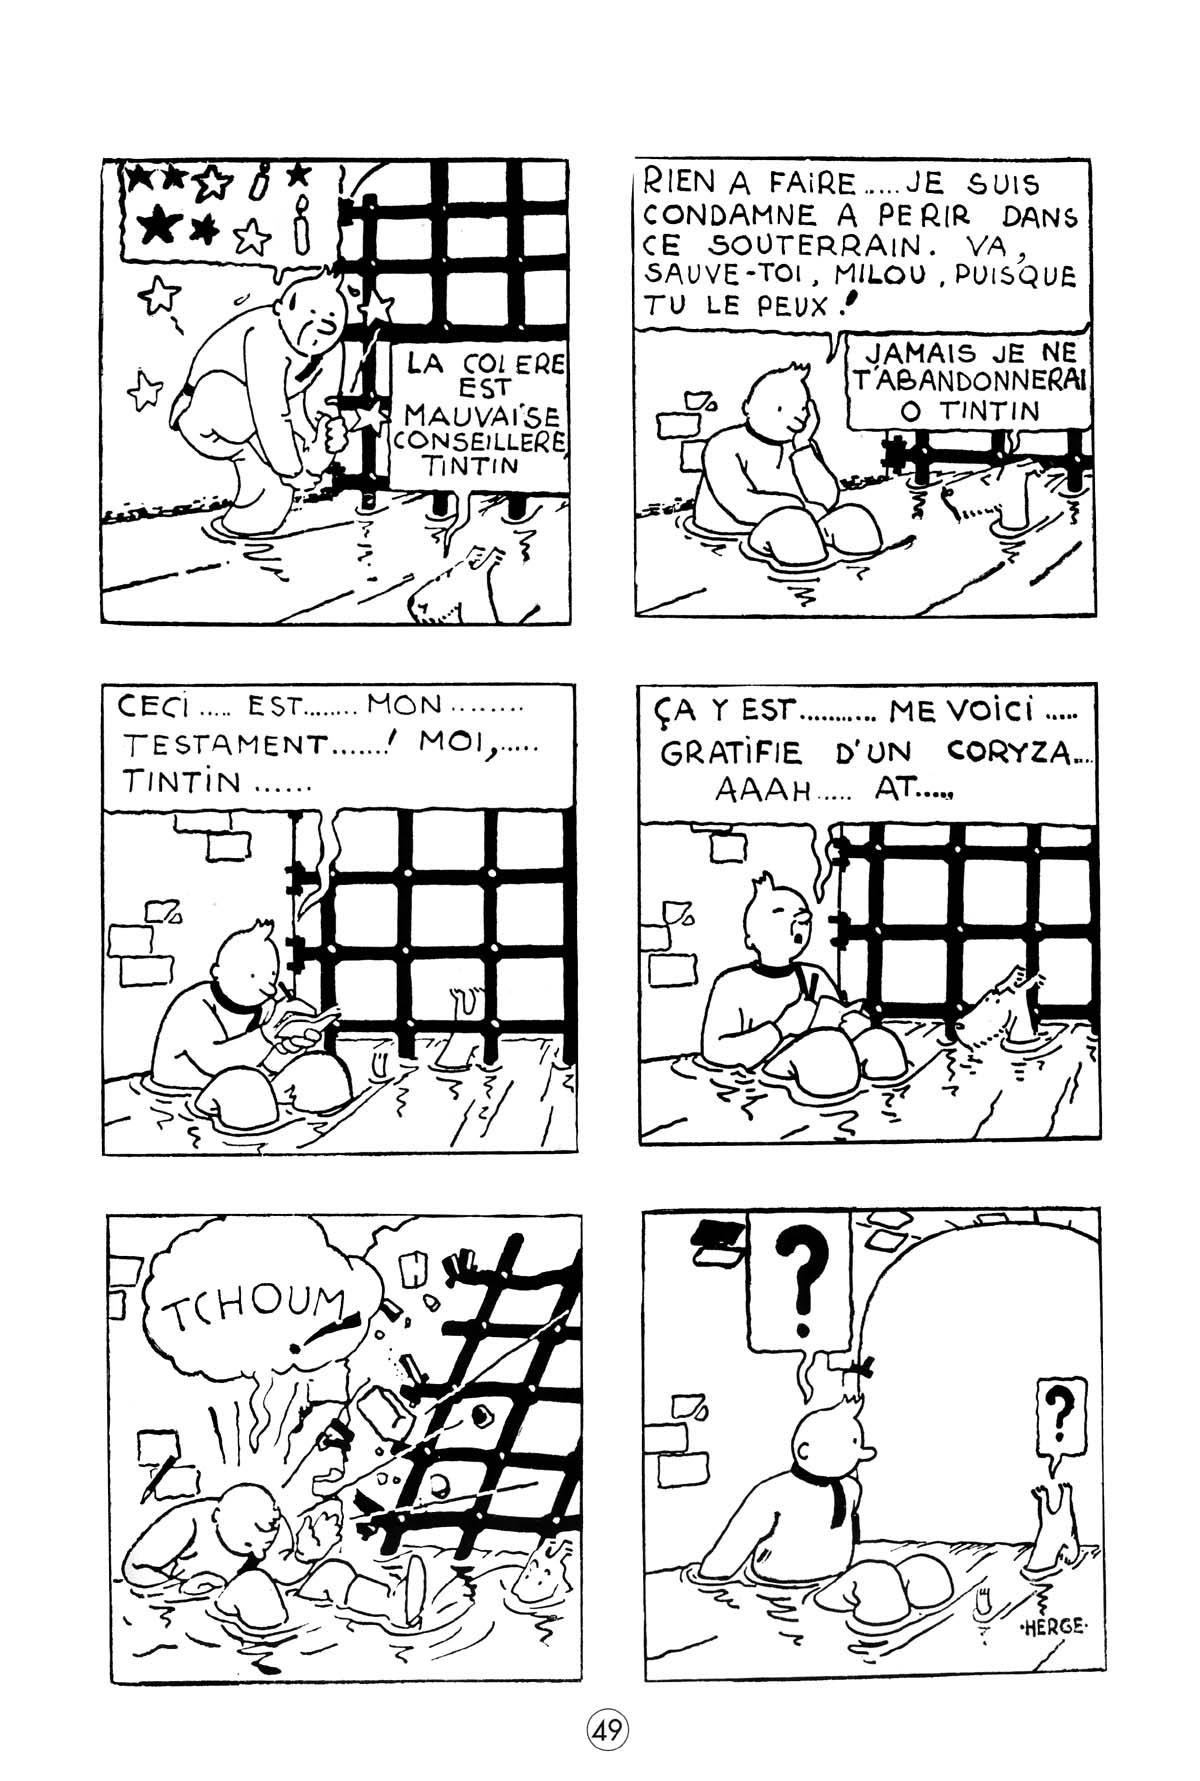 LA COLERE
EST
MAUVAISE
CONSEILLERE,
TINTIN
RIEN A FAIRE.....JE SUIS
CONDAMNE A PERIR DANS
CE SOUTERRAIN. VA,
SAUVE-TOI, MILOU, PUISQUE
TU LE PEUX!
JAMAIS JE NE
T'ABANDONNERAI
O TINTIN
CECI ..... EST........ MON ........
TESTAMENT......! MOI,.....
TINTIN ......
ÇA Y EST........... ME VOICI .....
GRATIFIE D'UN CORYZA....
AAAH ..... AT.....
TCHOUM
!
?
?
·HERGE·
49